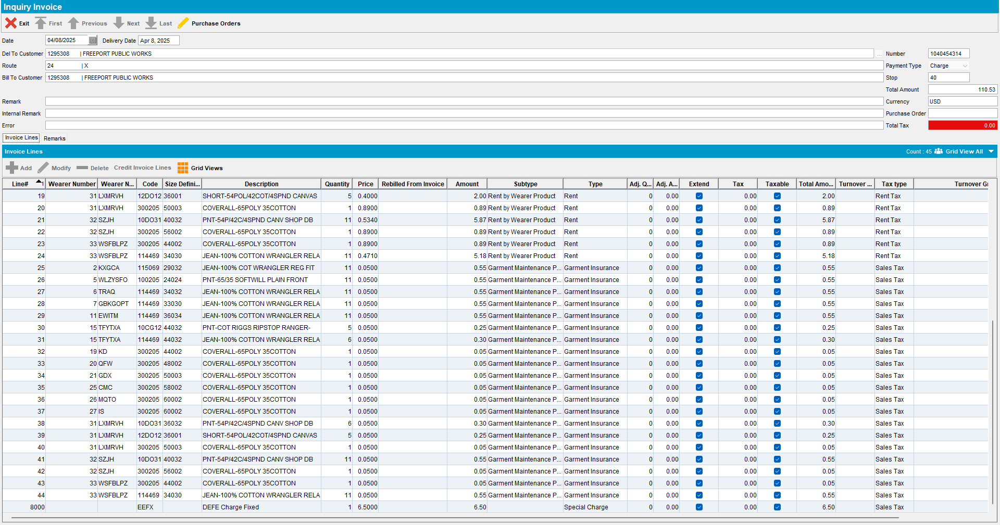 Inquiry Invoice
Exit First Previous Next Last Purchase Orders
Date 04/08/2025 16 Delivery Date Apr 8, 2025
Del To Customer 1295308 | FREEPORT PUBLIC WORKS ... Number 1040454314
Route 24 | X Payment Type Charge
Bill To Customer 1295308 | FREEPORT PUBLIC WORKS Stop 40
Total Amount 110.53
Remark Currency USD
Internal Remark Purchase Order
Error Total Tax 0.00
Invoice Lines Remarks
Invoice Lines Count : 45 Grid View All
Add Modify Delete Credit Invoice Lines Grid Views
Line# 1 Wearer Number Wearer N... Code Size Defini... Description Quantity Price Rebilled From Invoice Amount Subtype Type Adj. Q... Adj. A... Extend Tax Taxable Total Amo... Turnover ... Tax type Turnover Gr
19 31 LXMRVH 12DO12 36001 SHORT-54POL/42COT/4SPND CANVAS 5 0.4000 2.00 Rent by Wearer Product Rent 0 0.00 0.00 2.00 Rent Tax
20 31 LXMRVH 300205 50003 COVERALL-65POLY 35COTTON 1 0.8900 0.89 Rent by Wearer Product Rent 0 0.00 0.00 0.89 Rent Tax
21 32 SZJH 10DO31 40032 PNT-54P/42C/4SPND CANV SHOP DB 11 0.5340 5.87 Rent by Wearer Product Rent 0 0.00 0.00 5.87 Rent Tax
22 32 SZJH 300205 56002 COVERALL-65POLY 35COTTON 1 0.8900 0.89 Rent by Wearer Product Rent 0 0.00 0.00 0.89 Rent Tax
23 33 WSFBLPZ 300205 44002 COVERALL-65POLY 35COTTON 1 0.8900 0.89 Rent by Wearer Product Rent 0 0.00 0.00 0.89 Rent Tax
24 33 WSFBLPZ 114469 34030 JEAN-100% COTTON WRANGLER RELA 11 0.4710 5.18 Rent by Wearer Product Rent 0 0.00 0.00 5.18 Rent Tax
25 2 KXGCA 115069 29032 JEAN-100% COT WRANGLER REG FIT 11 0.0500 0.55 Garment Maintenance P... Garment Insurance 0 0.00 0.00 0.55 Sales Tax
26 5 WLZYSFO 100205 24024 PNT-65/35 SOFTWILL PLAIN FRONT 11 0.0500 0.55 Garment Maintenance P... Garment Insurance 0 0.00 0.00 0.55 Sales Tax
27 6 TRAQ 114469 34032 JEAN-100% COTTON WRANGLER RELA 11 0.0500 0.55 Garment Maintenance P... Garment Insurance 0 0.00 0.00 0.55 Sales Tax
28 7 GBKGOPT 114469 33030 JEAN-100% COTTON WRANGLER RELA 11 0.0500 0.55 Garment Maintenance P... Garment Insurance 0 0.00 0.00 0.55 Sales Tax
29 11 EWITM 114469 36034 JEAN-100% COTTON WRANGLER RELA 11 0.0500 0.55 Garment Maintenance P... Garment Insurance 0 0.00 0.00 0.55 Sales Tax
30 15 TFYTXA 10CG12 44032 PNT-COT RIGGS RIPSTOP RANGER- 5 0.0500 0.25 Garment Maintenance P... Garment Insurance 0 0.00 0.00 0.25 Sales Tax
31 15 TFYTXA 114469 44032 JEAN-100% COTTON WRANGLER RELA 6 0.0500 0.30 Garment Maintenance P... Garment Insurance 0 0.00 0.00 0.30 Sales Tax
32 19 KD 300205 44002 COVERALL-65POLY 35COTTON 1 0.0500 0.05 Garment Maintenance P... Garment Insurance 0 0.00 0.00 0.05 Sales Tax
33 20 QFW 300205 48002 COVERALL-65POLY 35COTTON 1 0.0500 0.05 Garment Maintenance P... Garment Insurance 0 0.00 0.00 0.05 Sales Tax
34 21 GDX 300205 50003 COVERALL-65POLY 35COTTON 1 0.0500 0.05 Garment Maintenance P... Garment Insurance 0 0.00 0.00 0.05 Sales Tax
35 25 CMC 300205 58002 COVERALL-65POLY 35COTTON 1 0.0500 0.05 Garment Maintenance P... Garment Insurance 0 0.00 0.00 0.05 Sales Tax
36 26 MQTO 300205 60002 COVERALL-65POLY 35COTTON 1 0.0500 0.05 Garment Maintenance P... Garment Insurance 0 0.00 0.00 0.05 Sales Tax
37 27 IS 300205 60002 COVERALL-65POLY 35COTTON 1 0.0500 0.05 Garment Maintenance P... Garment Insurance 0 0.00 0.00 0.05 Sales Tax
38 31 LXMRVH 10DO31 36032 PNT-54P/42C/4SPND CANV SHOP DB 6 0.0500 0.30 Garment Maintenance P... Garment Insurance 0 0.00 0.00 0.30 Sales Tax
39 31 LXMRVH 12DO12 36001 SHORT-54POL/42COT/4SPND CANVAS 5 0.0500 0.25 Garment Maintenance P... Garment Insurance 0 0.00 0.00 0.25 Sales Tax
40 31 LXMRVH 300205 50003 COVERALL-65POLY 35COTTON 1 0.0500 0.05 Garment Maintenance P... Garment Insurance 0 0.00 0.00 0.05 Sales Tax
41 32 SZJH 10DO31 40032 PNT-54P/42C/4SPND CANV SHOP DB 11 0.0500 0.55 Garment Maintenance P... Garment Insurance 0 0.00 0.00 0.55 Sales Tax
42 32 SZJH 300205 56002 COVERALL-65POLY 35COTTON 1 0.0500 0.05 Garment Maintenance P... Garment Insurance 0 0.00 0.00 0.05 Sales Tax
43 33 WSFBLPZ 300205 44002 COVERALL-65POLY 35COTTON 1 0.0500 0.05 Garment Maintenance P... Garment Insurance 0 0.00 0.00 0.05 Sales Tax
44 33 WSFBLPZ 114469 34030 JEAN-100% COTTON WRANGLER RELA 11 0.0500 0.55 Garment Maintenance P... Garment Insurance 0 0.00 0.00 0.55 Sales Tax
8000 EEFX DEFE Charge Fixed 1 6.5000 6.50 Special Charge 0 0.00 0.00 6.50 Sales Tax